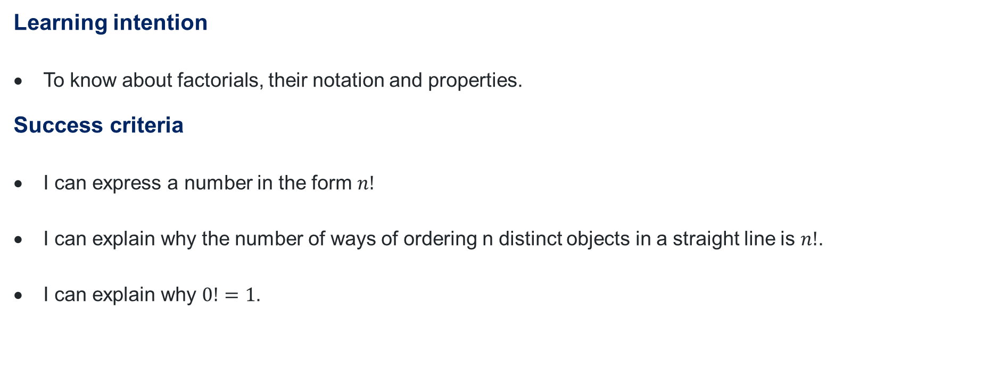 Learning intention
• To know about factorials, their notation and properties.
Success criteria
• I can express a number in the form n!
• I can explain why the number of ways of ordering n distinct objects in a straight line is n!.
• I can explain why 0! = 1.